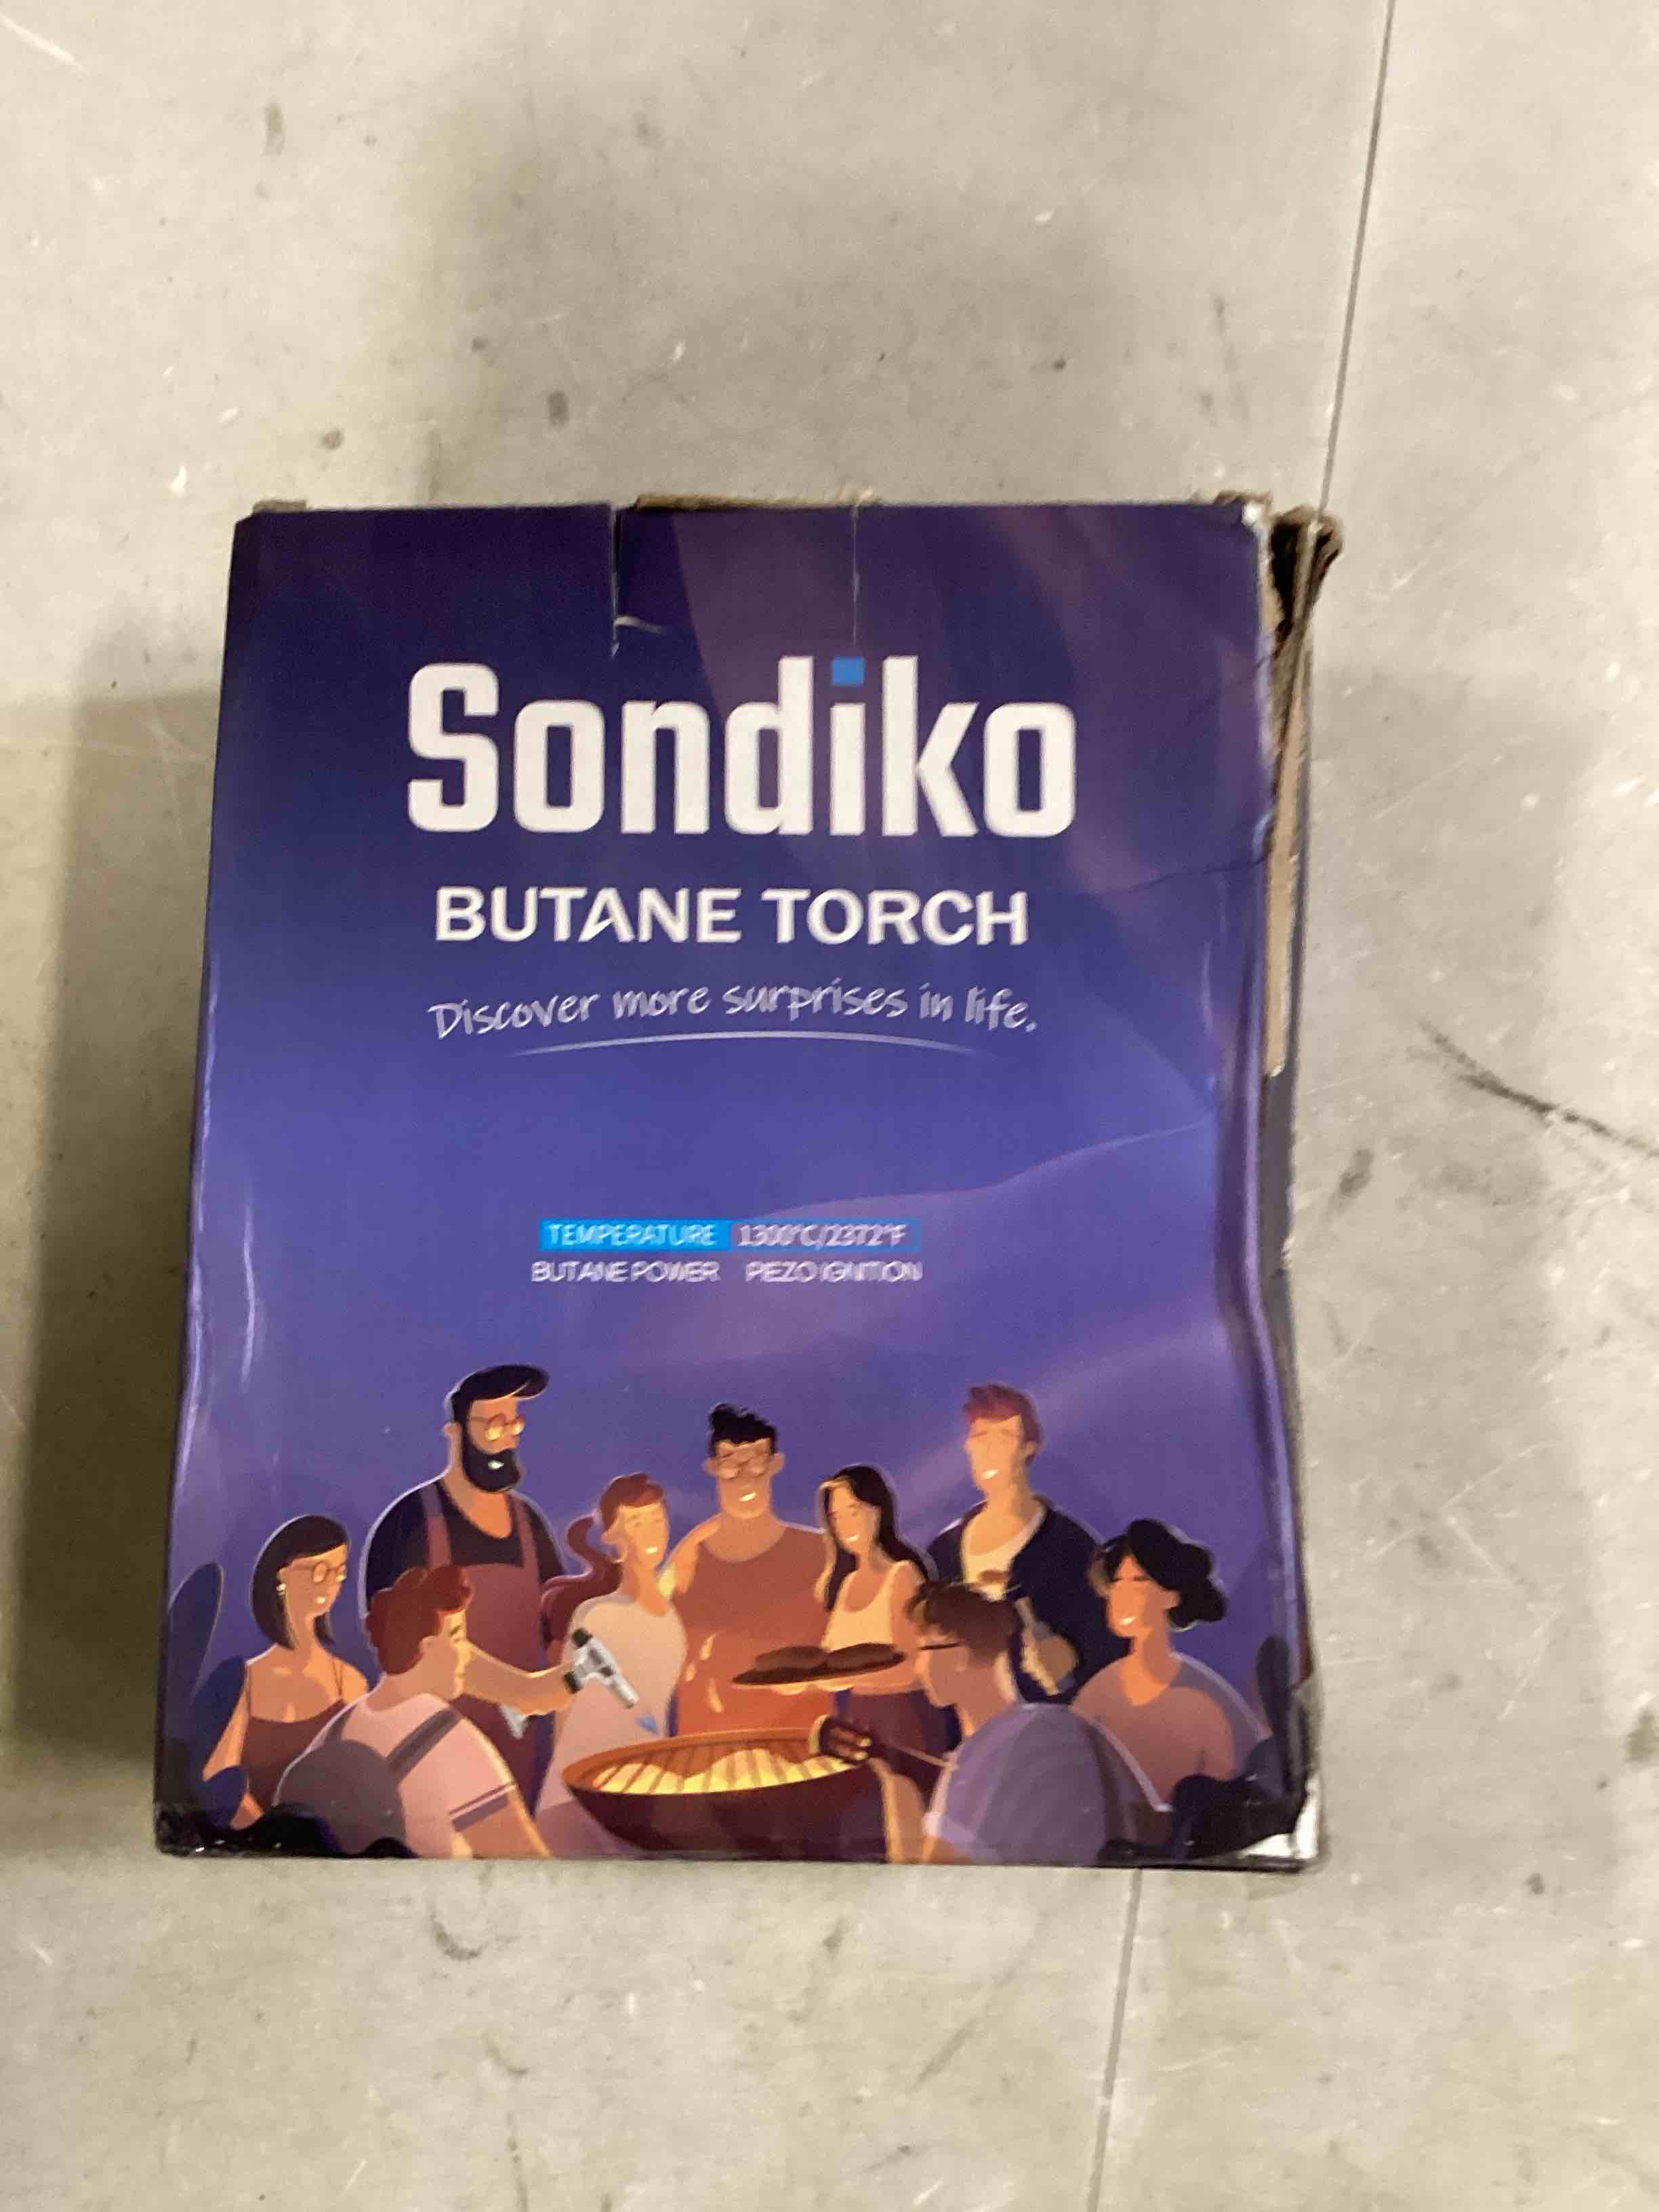 Sondiko
BUTANE TORCH
Discover more surprises in life.
TEMPERATURE 1300°C/2372°F
BUTANE POWER PIEZO IGNITION